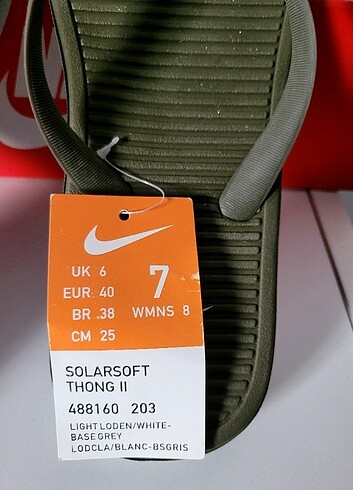 UK 6
EUR: 40
BR .38
CM 25
7
WMNS 8
SOLARSOFT
THONG II
488160 203
LIGHT LODEN/WHITE-
BASE GREY
LODCLA/BLANC-BSGRIS